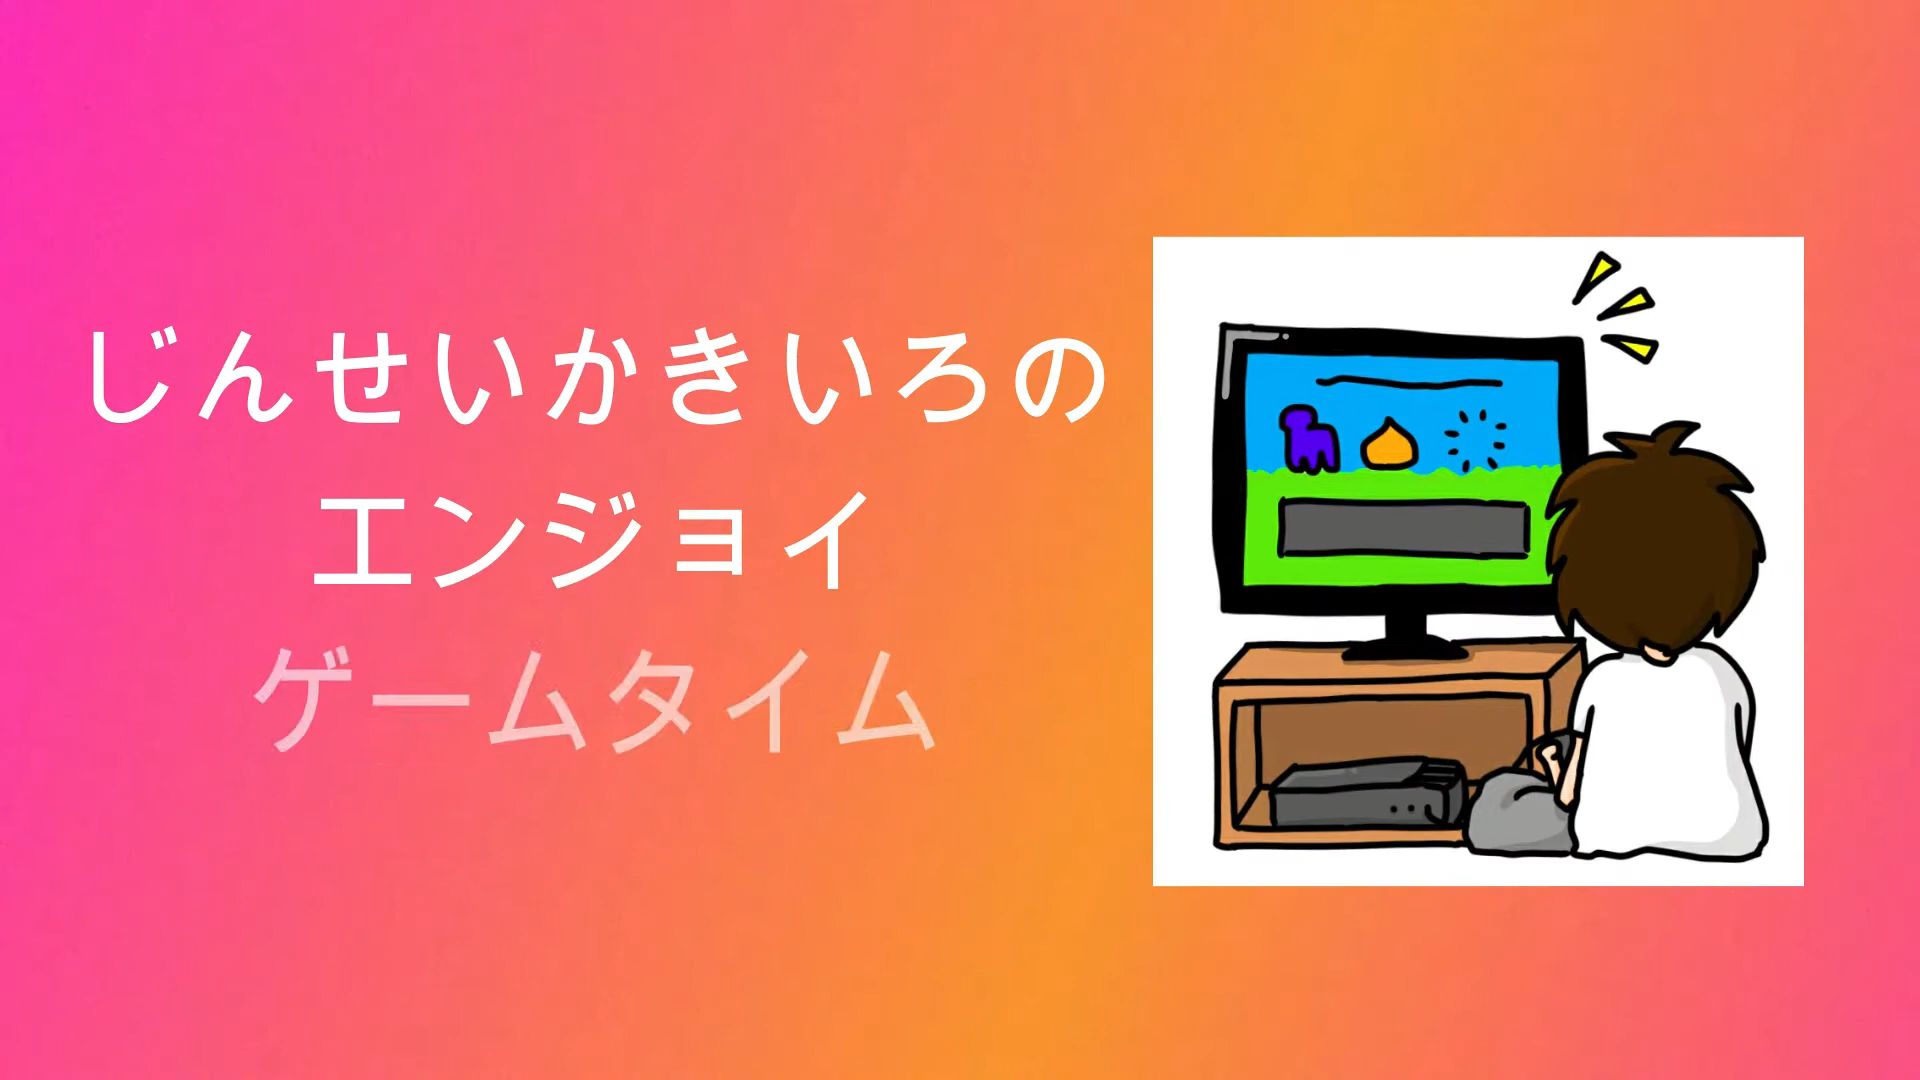 じんせいかきいろの
エンジョイ
ゲームタイム